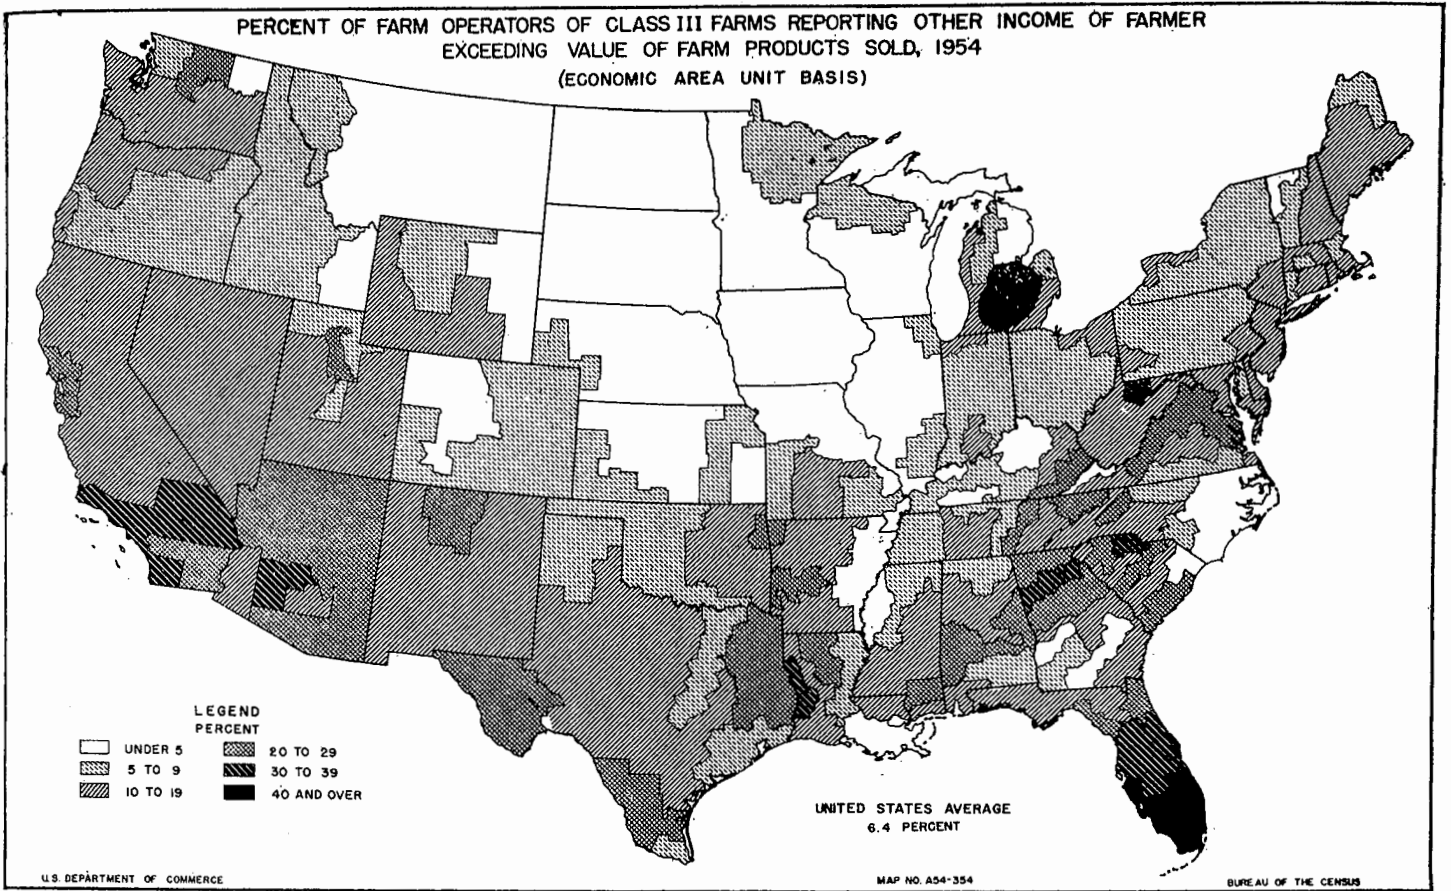 PERCENT OF FARM OPERATORS OF CLASS III FARMS REPORTING OTHER INCOME OF FARMER
EXCEEDING VALUE OF FARM PRODUCTS SOLD, 1954
(ECONOMIC AREA UNIT BASIS)
LEGEND
PERCENT
UNDER 5
20 TO 29
5 TO 9
30 TO 39
10 TO 19
40 AND OVER
UNITED STATES AVERAGE
6.4 PERCENT
U.S. DEPARTMENT OF COMMERCE
MAP NO. A54-354
BUREAU OF THE CENSUS